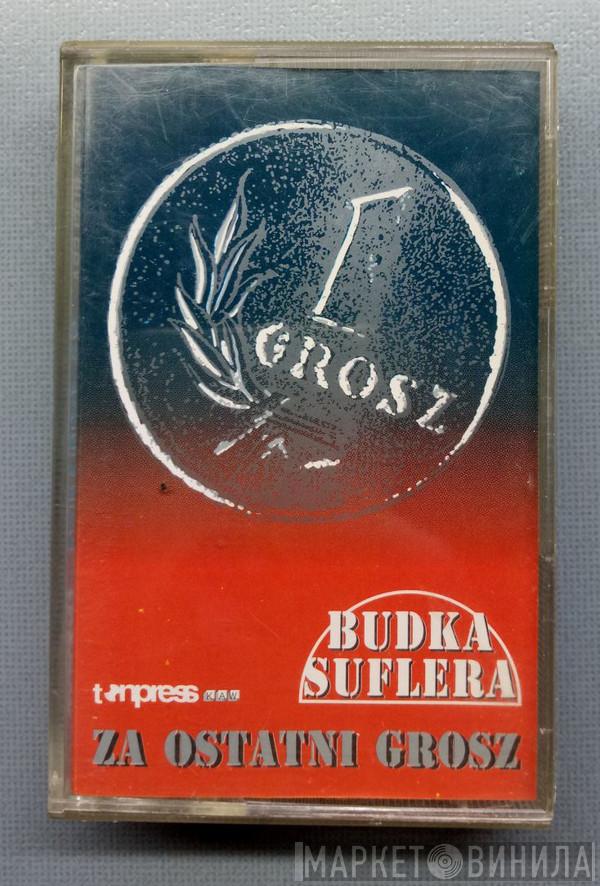 1
GROSZ
BUDKA
SUFLERA
tonpress KAW
ZA OSTATNI GROSZ
МАРКЕТ ВИНИЛА